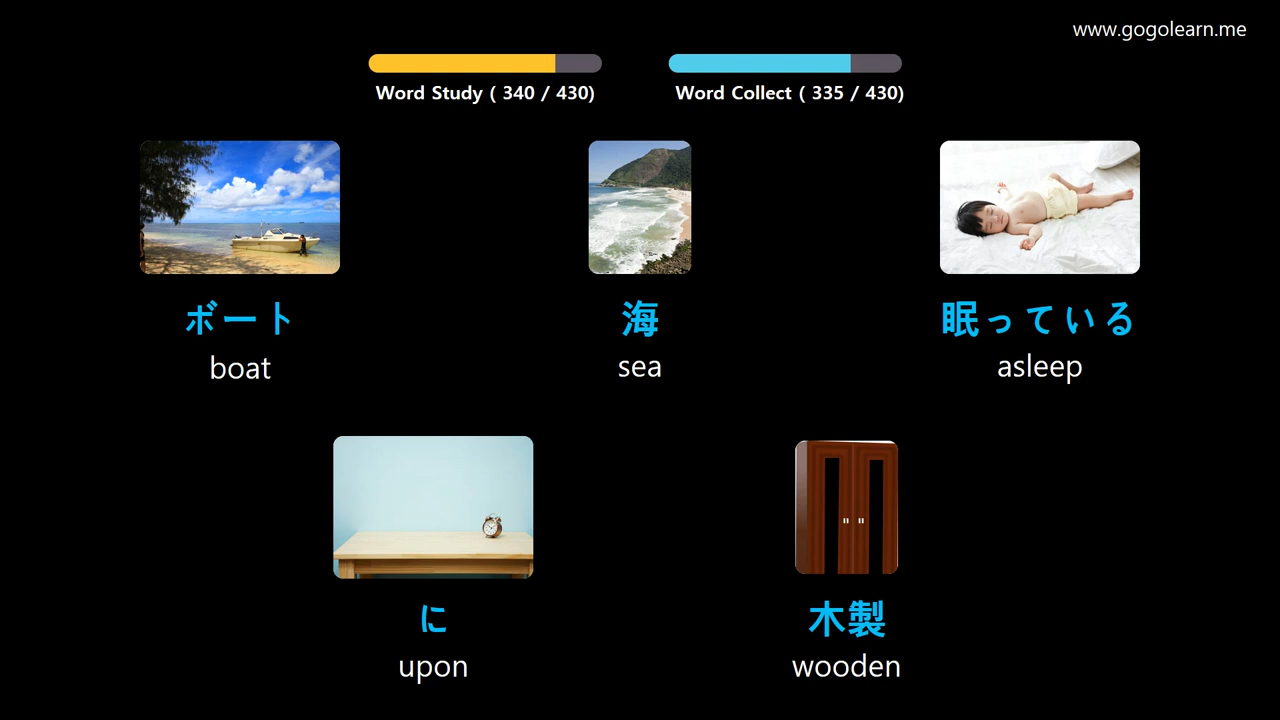 www.gogolearn.me
Word Study ( 340 / 430)
Word Collect ( 335 / 430)
ボート
boat
海
sea
眠っている
asleep
に
upon
木製
wooden